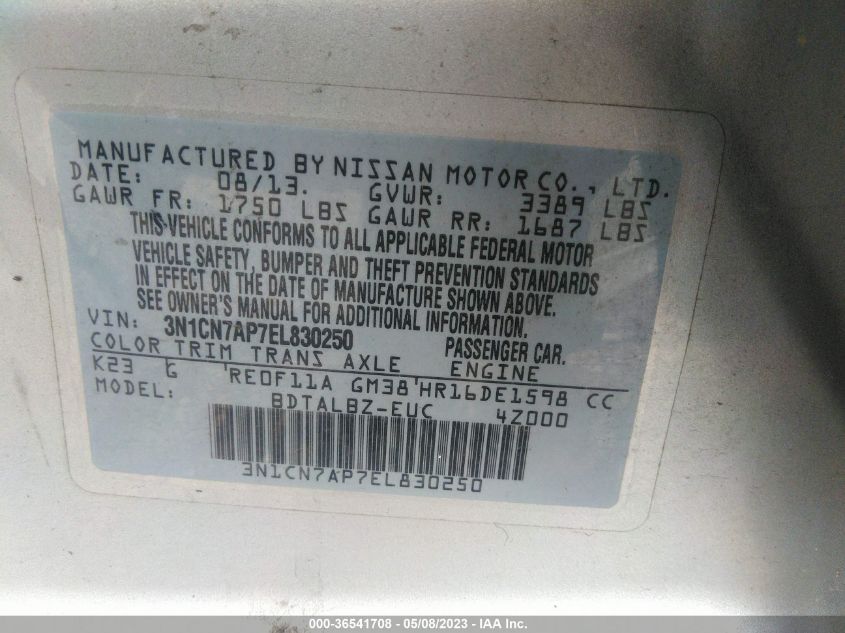 MANUFACTURED BY NISSAN MOTOR CO., LTD.
DATE: 08/13. GVWR: 3389 LBS
GAWR FR: 1750 LBS GAWR RR: 1687 LBS
THIS VEHICLE CONFORMS TO ALL APPLICABLE FEDERAL MOTOR
VEHICLE SAFETY, BUMPER AND THEFT PREVENTION STANDARDS
IN EFFECT ON THE DATE OF MANUFACTURE SHOWN ABOVE.
SEE OWNER'S MANUAL FOR ADDITIONAL INFORMATION.
VIN: 3N1CN7AP7EL830250 PASSENGER CAR.
COLOR TRIM TRANS AXLE ENGINE
K23 G RE0F11A GM38 HR16DE1598 CC
MODEL: BDTALBZ-EUC 4Z000
3N1CN7AP7EL830250
000-36541708 - 05/08/2023 - IAA Inc.